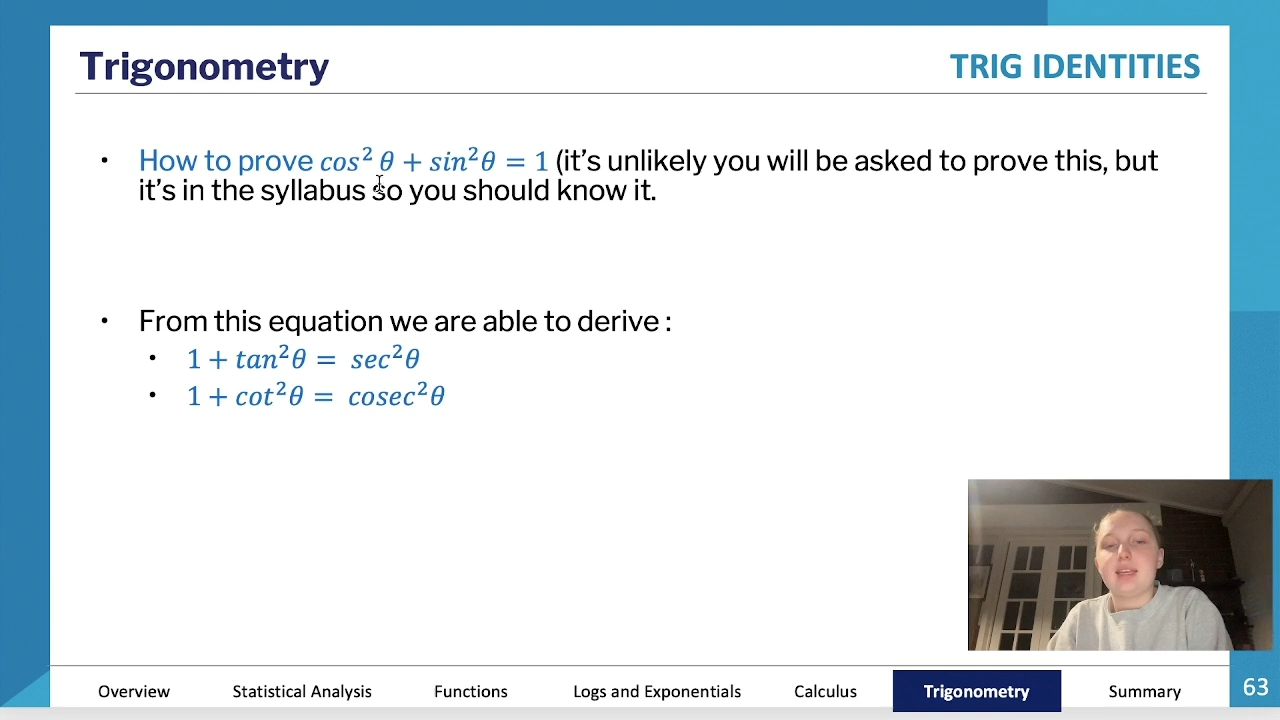 Trigonometry
TRIG IDENTITIES
• How to prove cos² θ + sin²θ = 1 (it’s unlikely you will be asked to prove this, but
it’s in the syllabus so you should know it.
• From this equation we are able to derive :
• 1 + tan²θ = sec²θ
• 1 + cot²θ = cosec²θ
Overview Statistical Analysis Functions Logs and Exponentials Calculus Trigonometry Summary 63